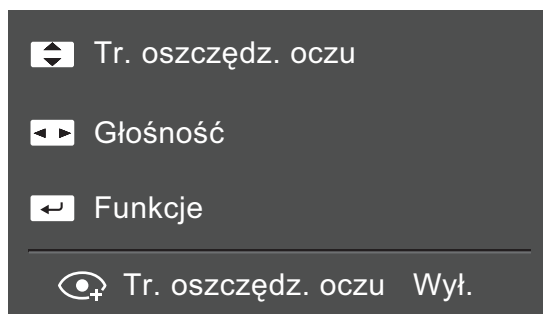 Tr. oszczędz. oczu
Głośność
Funkcje
Tr. oszczędz. oczu Wył.